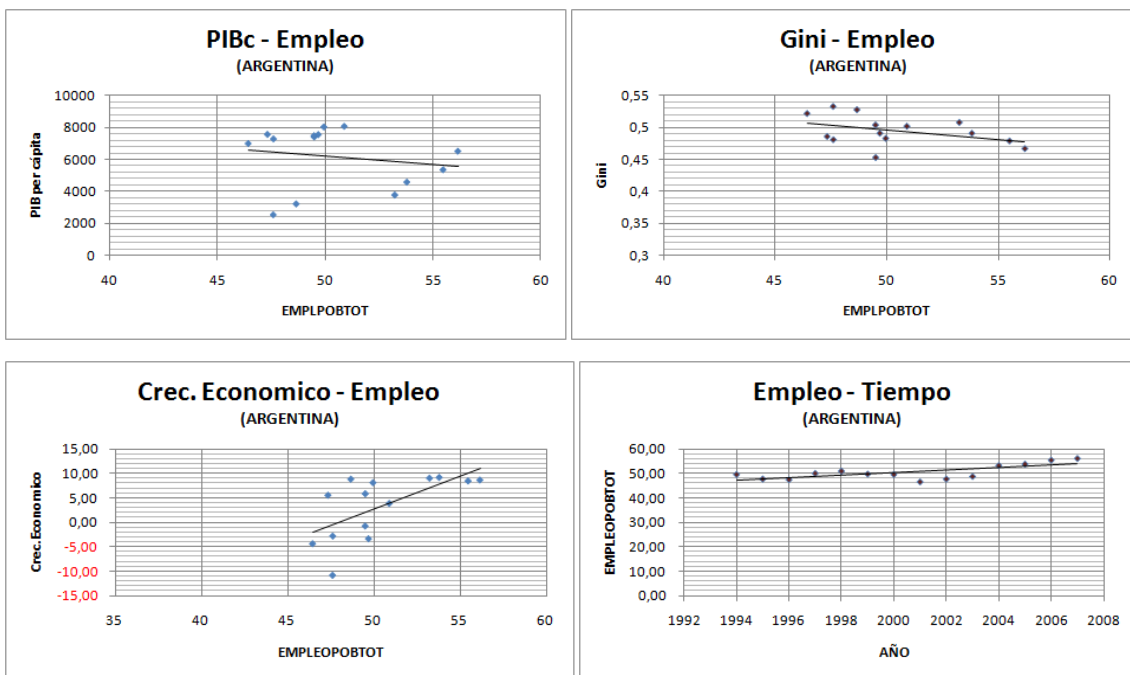 PIBc - Empleo
(ARGENTINA)
PIB per cápita
10000
8000
6000
4000
2000
0
40 45 50 55 60
EMPLPOBTOT
Gini - Empleo
(ARGENTINA)
Gini
0,55
0,5
0,45
0,4
0,35
0,3
40 45 50 55 60
EMPLPOBTOT
Crec. Economico - Empleo
(ARGENTINA)
Crec. Economico
15,00
10,00
5,00
0,00
-5,00
-10,00
-15,00
35 40 45 50 55 60
EMPLEOPOBTOT
Empleo - Tiempo
(ARGENTINA)
EMPLEOPOBTOT
60,00
50,00
40,00
30,00
20,00
10,00
0,00
1992 1994 1996 1998 2000 2002 2004 2006 2008
AÑO